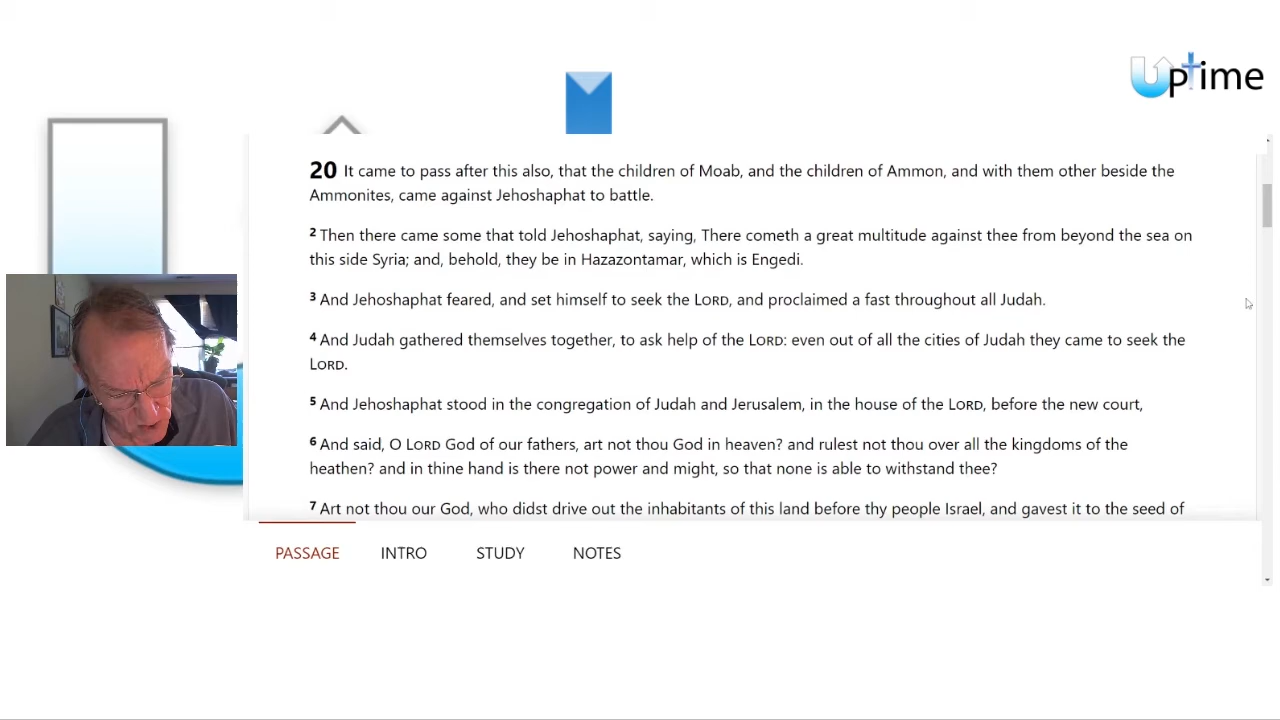 Uptime
20 It came to pass after this also, that the children of Moab, and the children of Ammon, and with them other beside the
Ammonites, came against Jehoshaphat to battle.
2 Then there came some that told Jehoshaphat, saying, There cometh a great multitude against thee from beyond the sea on
this side Syria; and, behold, they be in Hazazontamar, which is Engedi.
3 And Jehoshaphat feared, and set himself to seek the LORD, and proclaimed a fast throughout all Judah.
4 And Judah gathered themselves together, to ask help of the LORD: even out of all the cities of Judah they came to seek the
LORD.
5 And Jehoshaphat stood in the congregation of Judah and Jerusalem, in the house of the LORD, before the new court,
6 And said, O LORD God of our fathers, art not thou God in heaven? and rulest not thou over all the kingdoms of the
heathen? and in thine hand is there not power and might, so that none is able to withstand thee?
7 Art not thou our God, who didst drive out the inhabitants of this land before thy people Israel, and gavest it to the seed of
PASSAGE INTRO STUDY NOTES